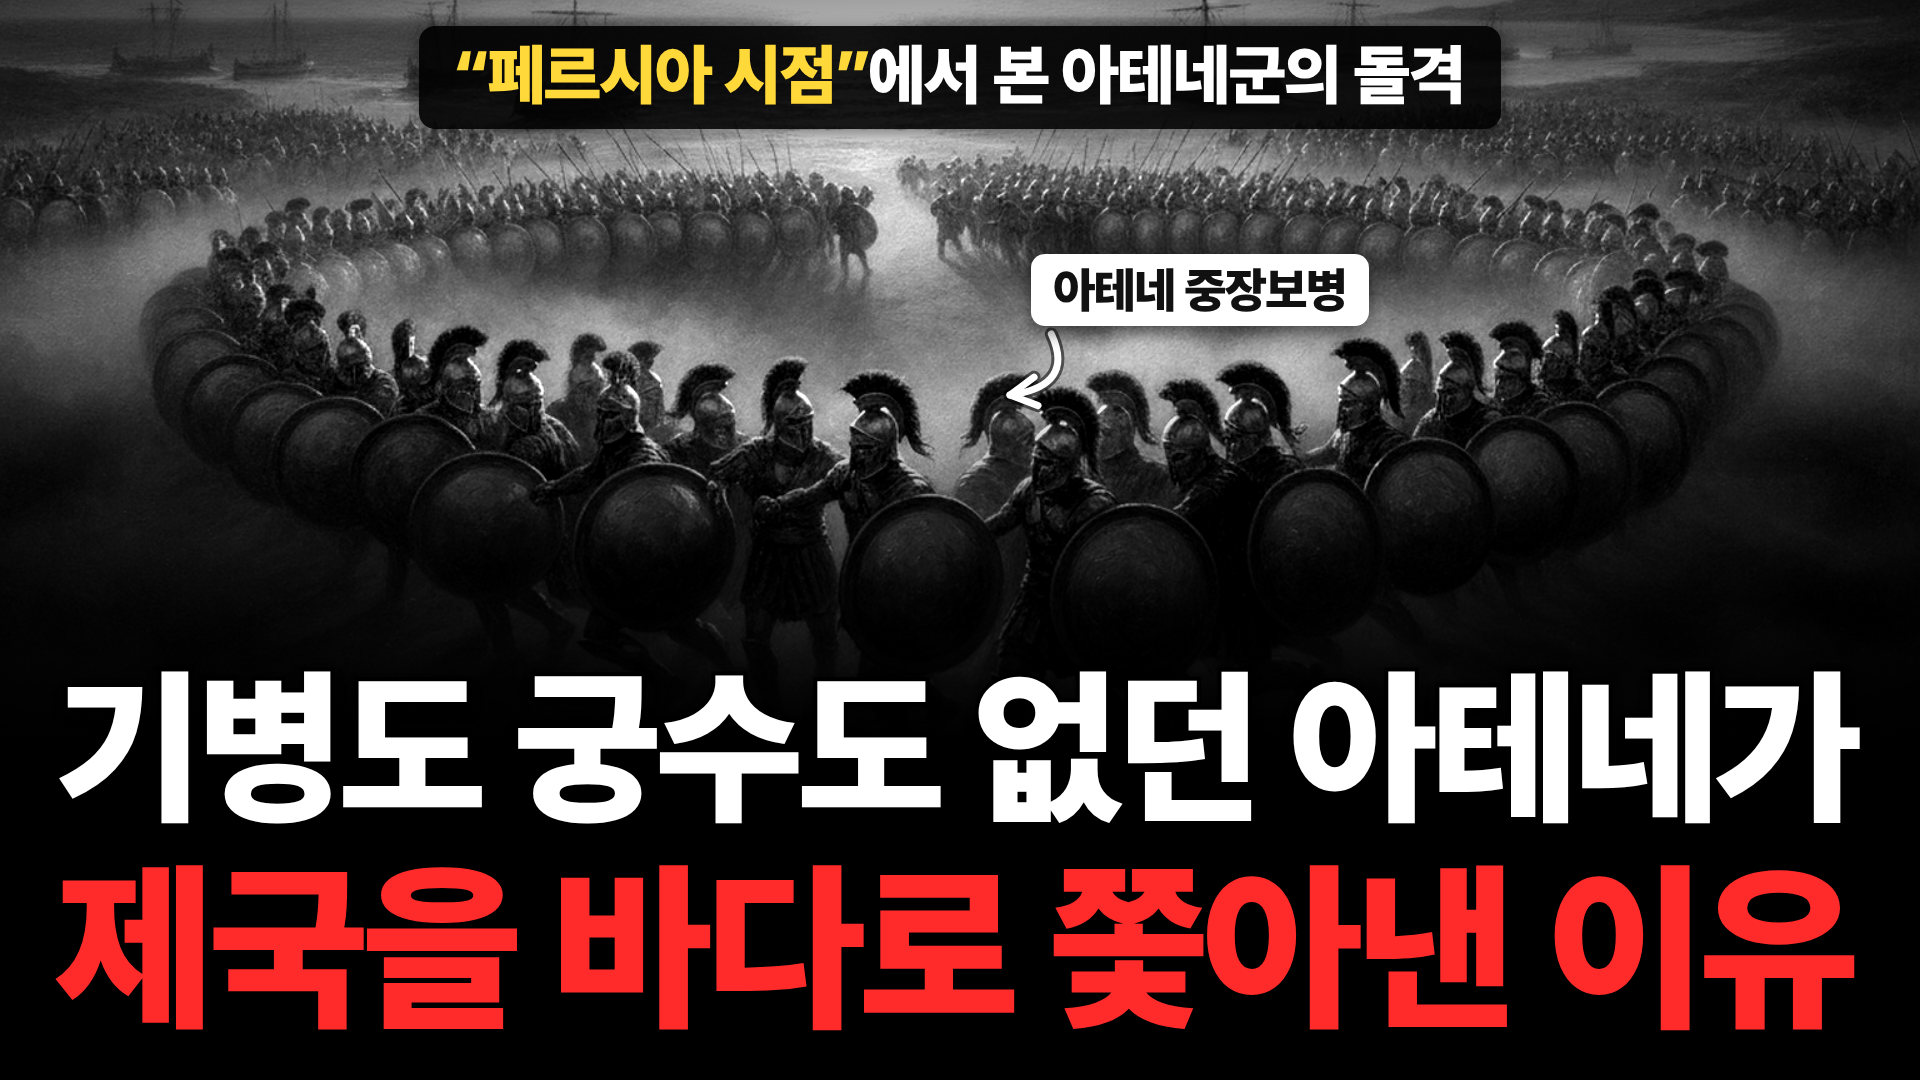 “페르시아 시점”에서 본 아테네군의 돌격
아테네 중장보병
기병도 궁수도 없던 아테네가
제국을 바다로 쫓아낸 이유